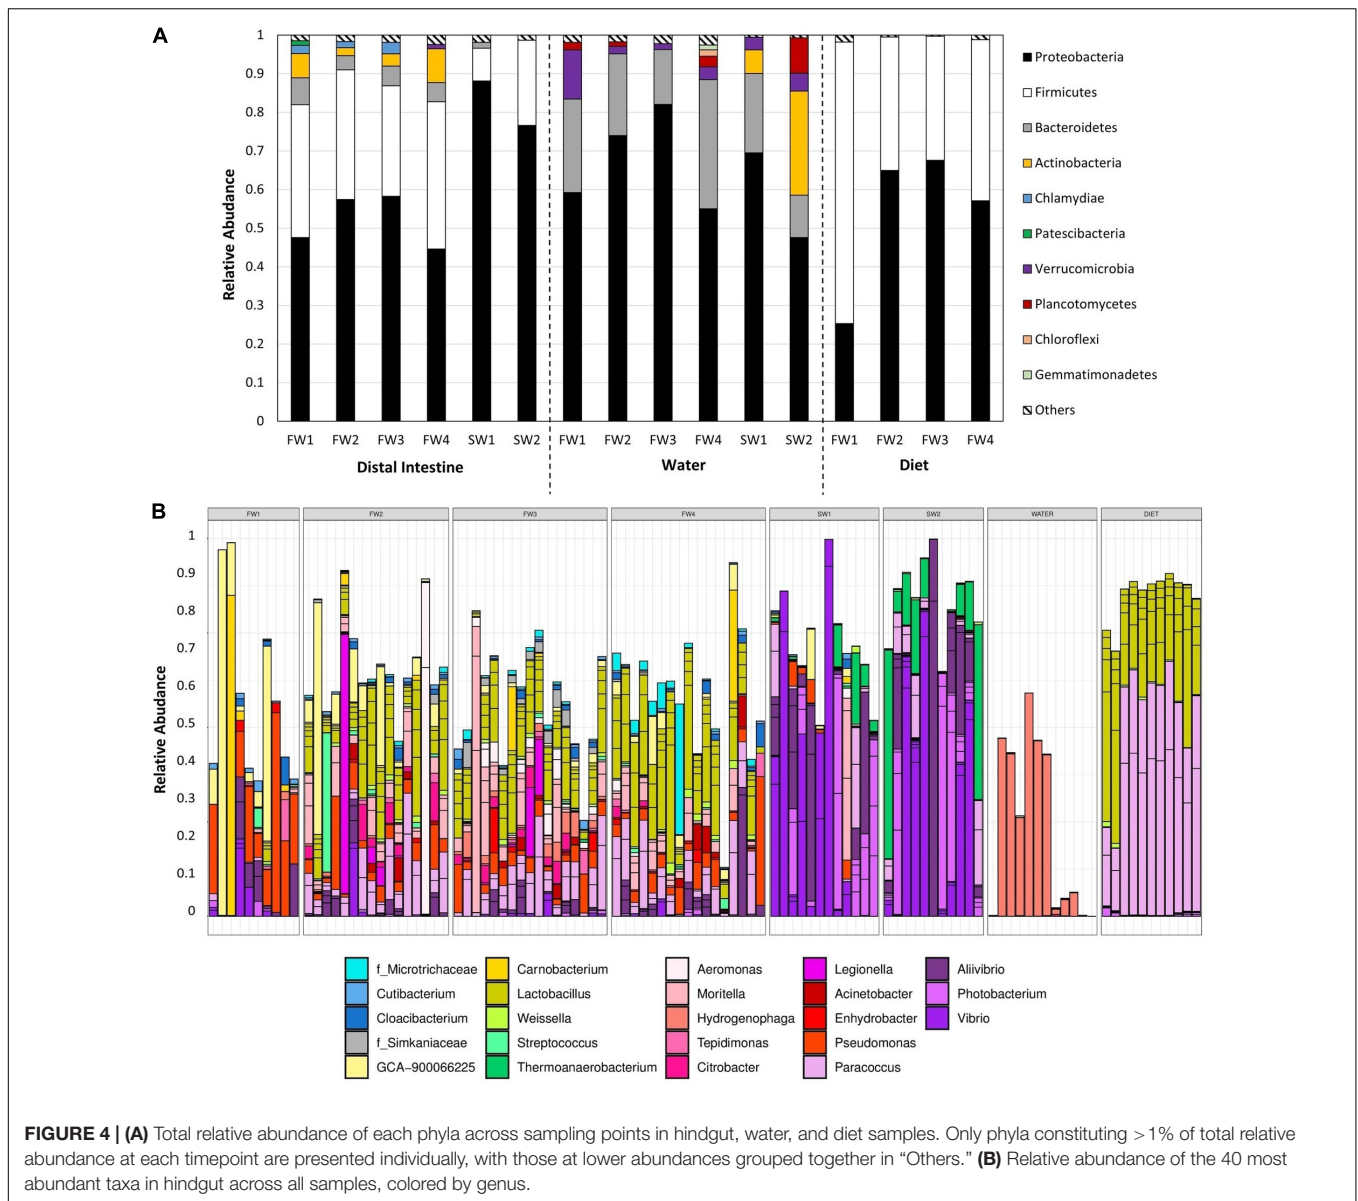 A
Relative Abudance
1
0.9
0.8
0.7
0.6
0.5
0.4
0.3
0.2
0.1
0
FW1 FW2 FW3 FW4 SW1 SW2 FW1 FW2 FW3 FW4 SW1 SW2 FW1 FW2 FW3 FW4
Distal Intestine Water Diet
Proteobacteria
Firmicutes
Bacteroidetes
Actinobacteria
Chlamydiae
Patescibacteria
Verrucomicrobia
Plancotomycetes
Chloroflexi
Gemmatimonadetes
Others
B
FW1 FW2 FW3 FW4 SW1 SW2 WATER DIET
Relative Abudance
1
0.9
0.8
0.7
0.6
0.5
0.4
0.3
0.2
0.1
0
f_Microtrichaceae
Cutibacterium
Cloacibacterium
f_Simkaniaceae
GCA-900066225
Carnobacterium
Lactobacillus
Weissella
Streptococcus
Thermoanaerobacterium
Aeromonas
Moritella
Hydrogenophaga
Tepidimonas
Citrobacter
Legionella
Acinetobacter
Enhydrobacter
Pseudomonas
Paracoccus
Aliivibrio
Photobacterium
Vibrio
FIGURE 4 | (A) Total relative abundance of each phyla across sampling points in hindgut, water, and diet samples. Only phyla constituting >1% of total relative
abundance at each timepoint are presented individually, with those at lower abundances grouped together in “Others.” (B) Relative abundance of the 40 most
abundant taxa in hindgut across all samples, colored by genus.